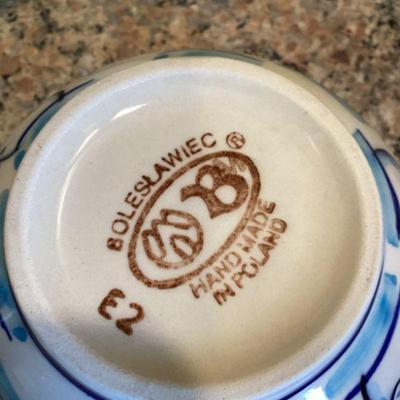 BOLESŁAWIEC ®
B
HAND MADE
IN POLAND
E2